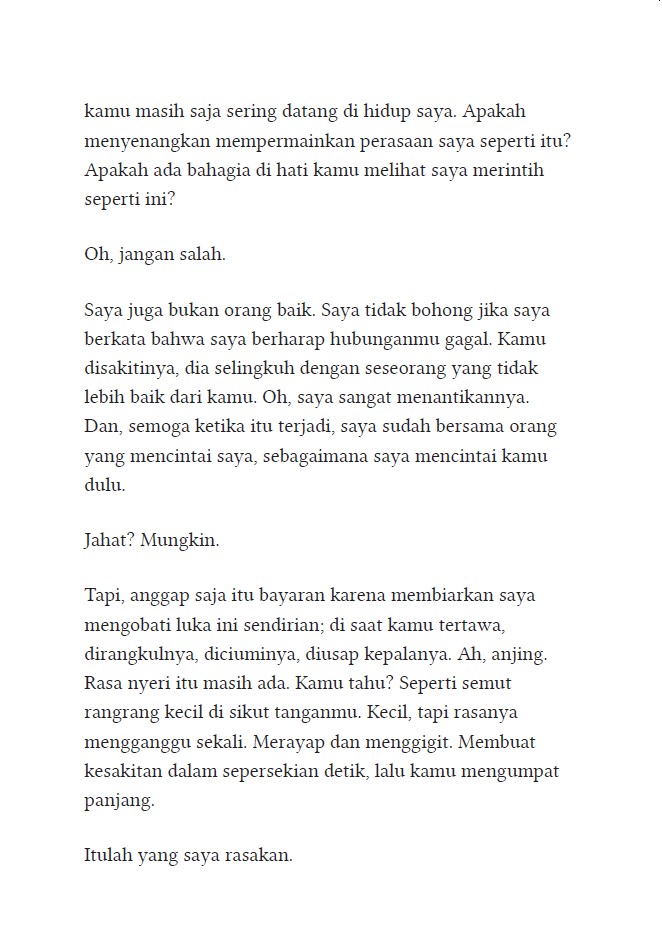 kamu masih saja sering datang di hidup saya. Apakah
menyenangkan mempermainkan perasaan saya seperti itu?
Apakah ada bahagia di hati kamu melihat saya merintih
seperti ini?
Oh, jangan salah.
Saya juga bukan orang baik. Saya tidak bohong jika saya
berkata bahwa saya berharap hubunganmu gagal. Kamu
disakitinya, dia selingkuh dengan seseorang yang tidak
lebih baik dari kamu. Oh, saya sangat menantikannya.
Dan, semoga ketika itu terjadi, saya sudah bersama orang
yang mencintai saya, sebagaimana saya mencintai kamu
dulu.
Jahat? Mungkin.
Tapi, anggap saja itu bayaran karena membiarkan saya
mengobati luka ini sendirian; di saat kamu tertawa,
dirangkulnya, diciuminya, diusap kepalanya. Ah, anjing.
Rasa nyeri itu masih ada. Kamu tahu? Seperti semut
rangrang kecil di sikut tanganmu. Kecil, tapi rasanya
mengganggu sekali. Merayap dan menggigit. Membuat
kesakitan dalam sepersekian detik, lalu kamu mengumpat
panjang.
Itulah yang saya rasakan.